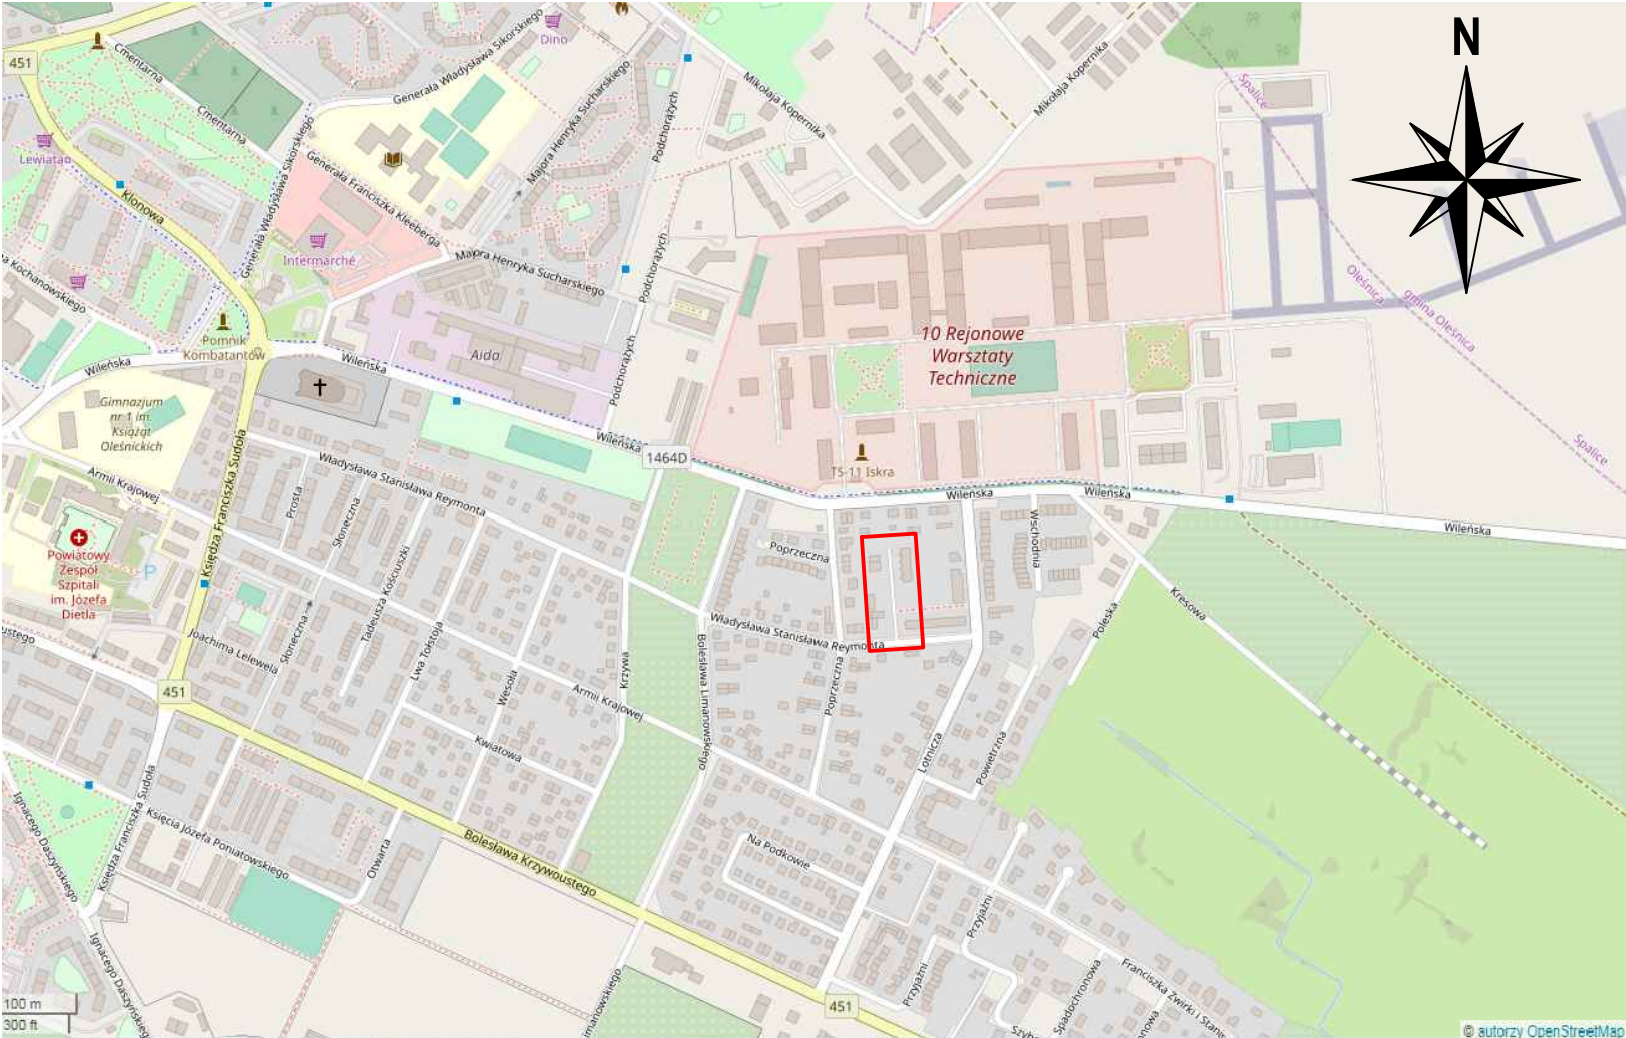 N
451
Cmentarna
Cmentarna
Generała Władysława Sikorskiego
Dino
Majora Henryka Sucharskiego
Podchorążych
Mikołaja Kopernika
Mikołaja Kopernika
Spalice
Lewiatan
Klonowa
Generała Władysława Sikorskiego
Generała Franciszka Kleeberga
Intermarché
Majora Henryka Sucharskiego
Podchorążych
Oleśnica
gmina Oleśnica
Kochanowskiego
Pomnik
Kombatantów
Wileńska
Wileńska
Aida
Podchorążych
10 Rejonowe
Warsztaty
Techniczne
Gimnazjum
nr 1 im.
Książąt
Oleśnickich
Wileńska
1464D
TS-11 Iskra
Spalice
Armii Krajowej
Księdza Franciszka Sudoła
Władysława Stanisława Reymonta
Prosta
Słoneczna
Wileńska
Wileńska
Wileńska
Wschodnia
Powiatowy
Zespół
Szpitali
im. Józefa
Dietla
P
Tadeusza Kościuszki
Poprzeczna
Kresowa
Joachima Lelewela
Słoneczna
Lwa Tołstoja
Wesoła
Krzywa
Bolesława Limanowskiego
Władysława Stanisława Reymonta
Poprzeczna
Poleska
451
Armii Krajowej
Kwiatowa
Lotnicza
Powietrzna
Księdza Franciszka Sudoła
Ignacego Daszyńskiego
Księcia Józefa Poniatowskiego
Otwarta
Bolesława Krzywoustego
Na Podkowie
Przyjaźni
Przyjaźni
Ignacego Daszyńskiego
Spadochronowa
Franciszka Żwirki i
451
100 m
300 ft
© autorzy OpenStreetMap